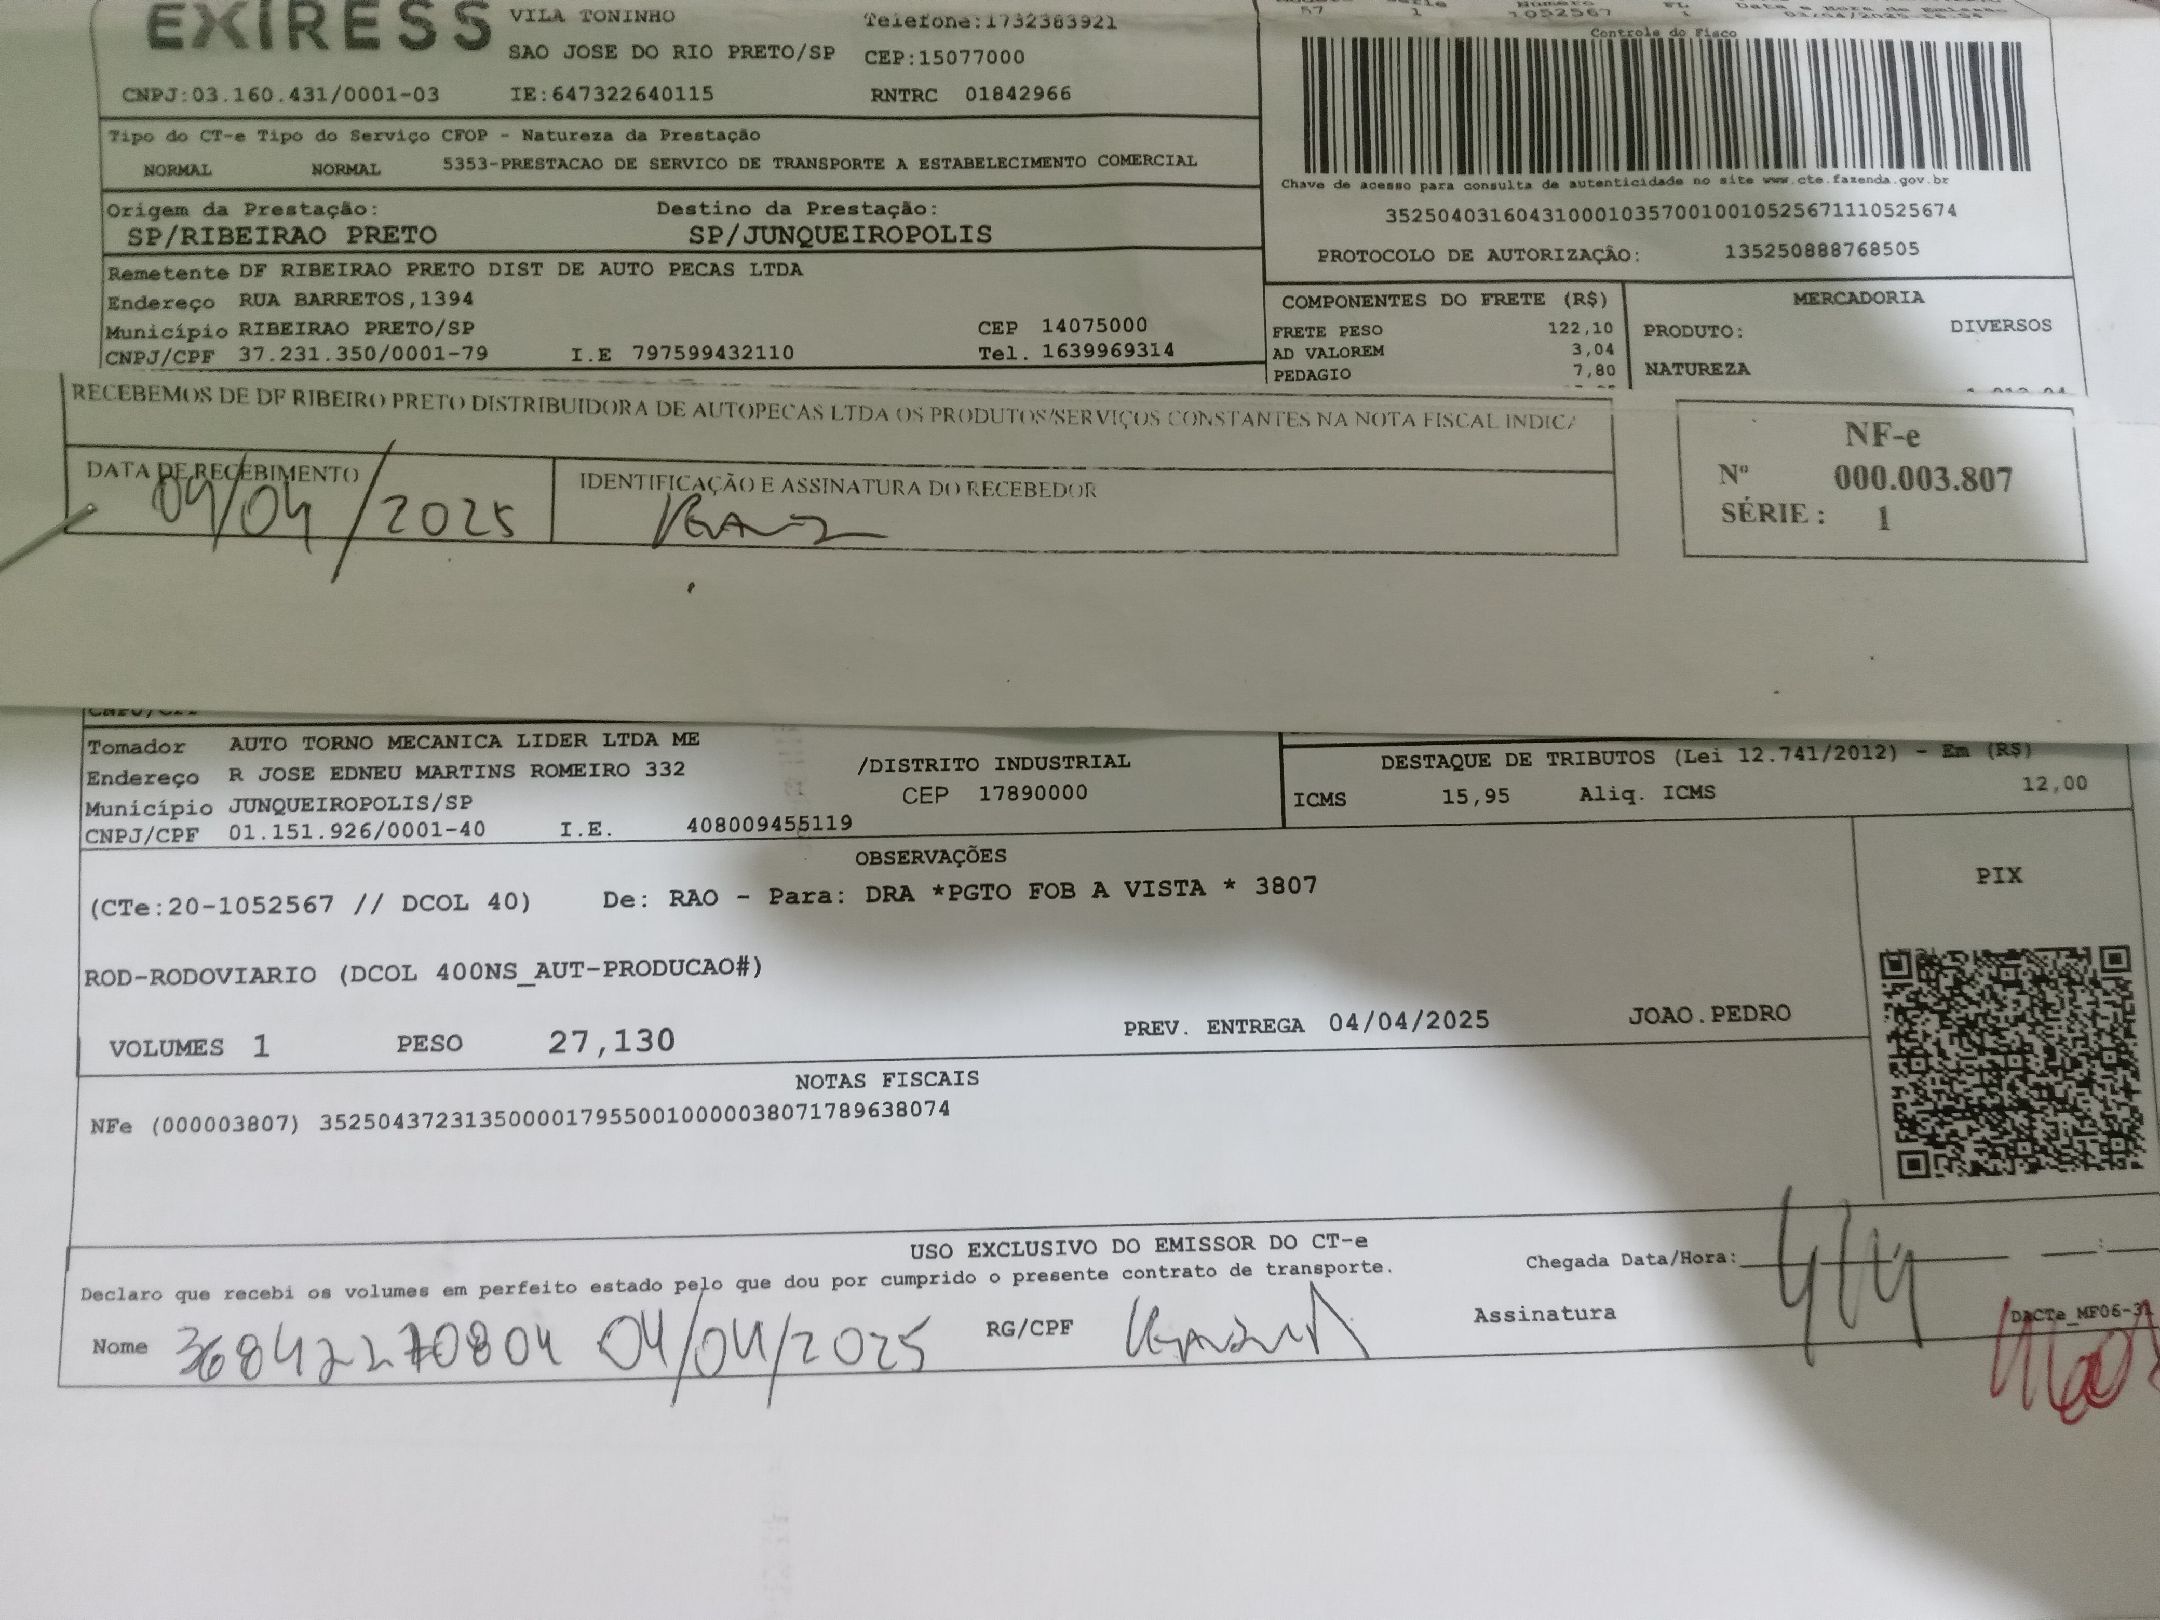 EXIRESS
VILA TONINHO
Telefone:1732383921
SAO JOSE DO RIO PRETO/SP
CEP:15077000
CNPJ:03.160.431/0001-03 IE:647322640115 RNTRC 01842966
57 1 1052567 1
Controle do Fisco
Tipo do CT-e Tipo do Serviço CFOP - Natureza da Prestação
NORMAL NORMAL 5353-PRESTACAO DE SERVICO DE TRANSPORTE A ESTABELECIMENTO COMERCIAL
Chave de acesso para consulta de autenticidade no site www.cte.fazenda.gov.br
35250403160431000103570010010525671110525674
PROTOCOLO DE AUTORIZAÇÃO: 135250888768505
Origem da Prestação: Destino da Prestação:
SP/RIBEIRAO PRETO SP/JUNQUEIROPOLIS
Remetente DF RIBEIRAO PRETO DIST DE AUTO PECAS LTDA
Endereço RUA BARRETOS,1394
Município RIBEIRAO PRETO/SP CEP 14075000
CNPJ/CPF 37.231.350/0001-79 I.E 797599432110 Tel. 1639969314
COMPONENTES DO FRETE (R$) MERCADORIA
FRETE PESO 122,10 PRODUTO: DIVERSOS
AD VALOREM 3,04
PEDAGIO 7,80 NATUREZA
RECEBEMOS DE DF RIBEIRO PRETO DISTRIBUIDORA DE AUTOPECAS LTDA OS PRODUTOS/SERVIÇOS CONSTANTES NA NOTA FISCAL INDICA
DATA DE RECEBIMENTO IDENTIFICAÇÃO E ASSINATURA DO RECEBEDOR
04/04/2025
NF-e
Nº 000.003.807
SÉRIE: 1
CNPJ/CPF
Tomador AUTO TORNO MECANICA LIDER LTDA ME
Endereço R JOSE EDNEU MARTINS ROMEIRO 332 /DISTRITO INDUSTRIAL
Município JUNQUEIROPOLIS/SP CEP 17890000
CNPJ/CPF 01.151.926/0001-40 I.E. 408009455119
DESTAQUE DE TRIBUTOS (Lei 12.741/2012) - Em (R$)
ICMS 15,95 Aliq. ICMS 12,00
OBSERVAÇÕES
PIX
(CTe:20-1052567 // DCOL 40) De: RAO - Para: DRA *PGTO FOB A VISTA * 3807
ROD-RODOVIARIO (DCOL 400NS_AUT-PRODUCAO#)
VOLUMES 1 PESO 27,130 PREV. ENTREGA 04/04/2025 JOAO.PEDRO
NOTAS FISCAIS
NFe (000003807) 35250437231350000179550010000038071789638074
USO EXCLUSIVO DO EMISSOR DO CT-e
Declaro que recebi os volumes em perfeito estado pelo que dou por cumprido o presente contrato de transporte.
Chegada Data/Hora: 4/4
Nome 36842270804 04/04/2025 RG/CPF Assinatura
DACTe_MF06-31